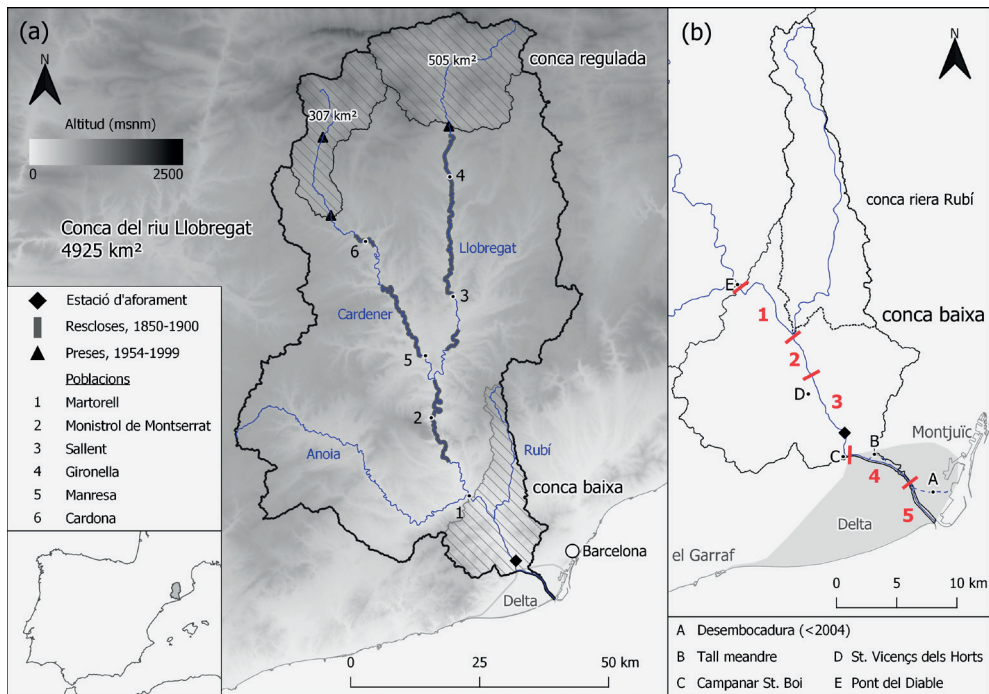 (a)
N
Altitud (msnm)
0 2500
Conca del riu Llobregat
4925 km²
Estació d'aforament
Rescloses, 1850-1900
Preses, 1954-1999
Poblacions
1 Martorell
2 Monistrol de Montserrat
3 Sallent
4 Gironella
5 Manresa
6 Cardona
505 km²
conca regulada
307 km²
4
Llobregat
6
3
Cardener
5
2
Anoia
Rubí
conca baixa
1
Barcelona
Delta
0 25 50 km
(b)
N
conca riera Rubí
E
conca baixa
1
2
D
3
Montjuïc
C
B
4
A
5
Delta
el Garraf
0 5 10 km
A Desembocadura (<2004)
B Tall meandre D St. Vicençs dels Horts
C Campanar St. Boi E Pont del Diable